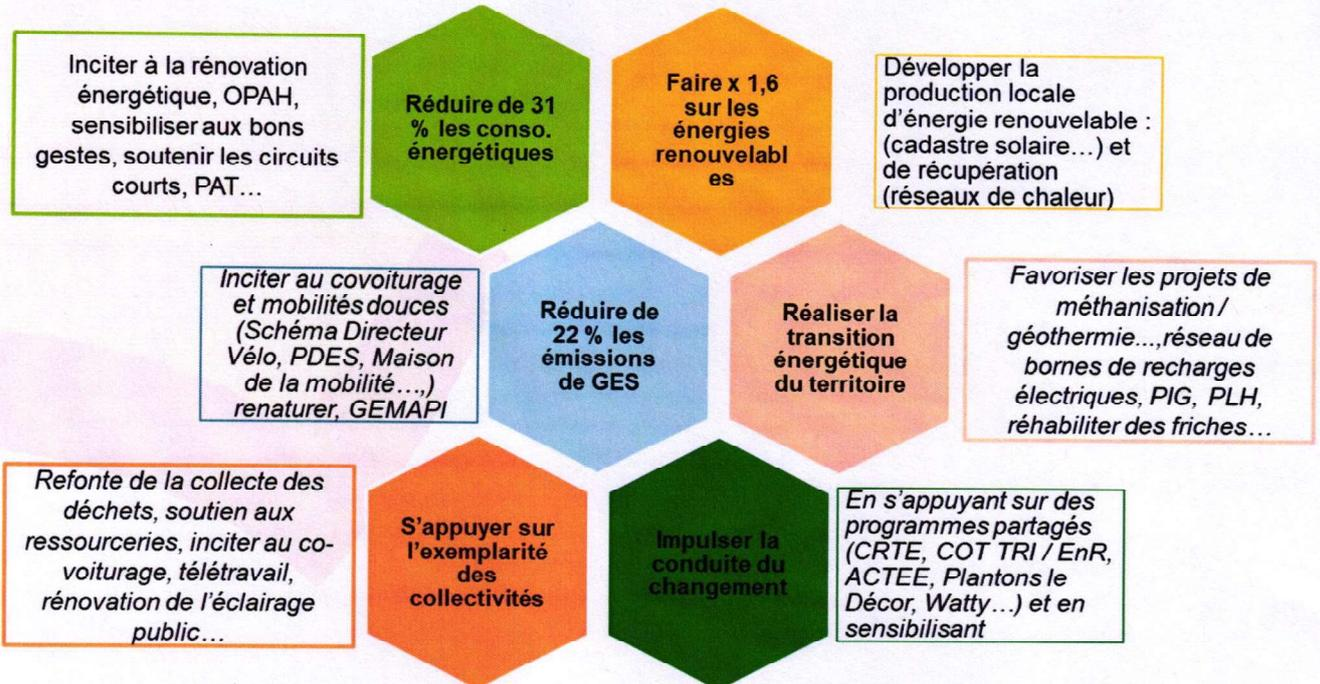 Inciter à la rénovation
énergétique, OPAH,
sensibiliser aux bons
gestes, soutenir les circuits
courts, PAT…
Réduire de 31
% les conso.
énergétiques
Faire x 1,6
sur les
énergies
renouvelabl
es
Développer la
production locale
d’énergie renouvelable :
(cadastre solaire…) et
de récupération
(réseaux de chaleur)
Inciter au covoiturage
et mobilités douces
(Schéma Directeur
Vélo, PDES, Maison
de la mobilité…,)
renaturer, GEMAPI
Réduire de
22 % les
émissions
de GES
Réaliser la
transition
énergétique
du territoire
Favoriser les projets de
méthanisation /
géothermie...,réseau de
bornes de recharges
électriques, PIG, PLH,
réhabiliter des friches…
Refonte de la collecte des
déchets, soutien aux
ressourceries, inciter au co-
voiturage, télétravail,
rénovation de l’éclairage
public…
S’appuyer sur
l’exemplarité
des
collectivités
Impulser la
conduite du
changement
En s’appuyant sur des
programmes partagés
(CRTE, COT TRI / EnR,
ACTEE, Plantons le
Décor, Watty…) et en
sensibilisant